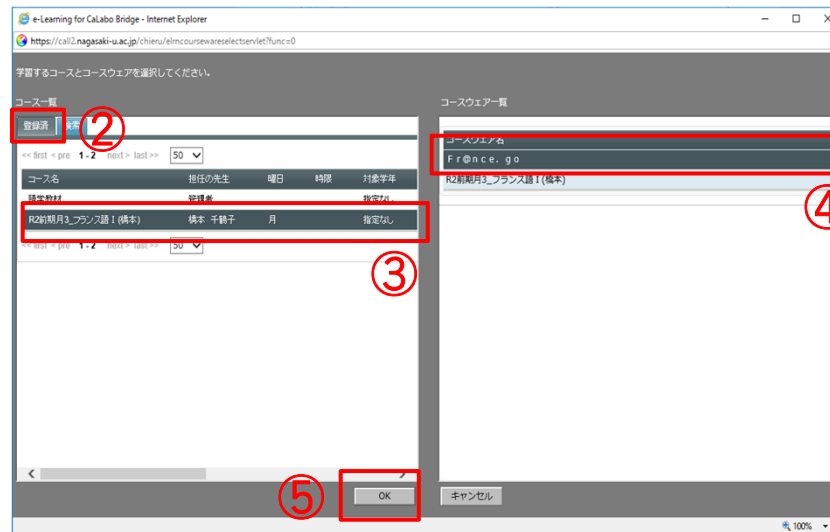 e-Learning for CaLabo Bridge - Internet Explorer
https://call2.nagasaki-u.ac.jp/chieru/elrncoursewareselectservlet?func=0
学習するコースとコースウェアを選択してください。
コース一覧
登録済 検索
②
<< first < pre 1 - 2 next > last >> 50
コース名 担任の先生 曜日 時限 対象学年
語学教材 管理者 指定なし
R2前期月3_フランス語Ⅰ(橋本) 橋本 千鶴子 月 指定なし
<< first < pre 1 - 2 next > last >> 50
③
⑤
OK
コースウェア一覧
コースウェア名
Fr@nce.go
R2前期月3_フランス語Ⅰ(橋本)
④
キャンセル
100%